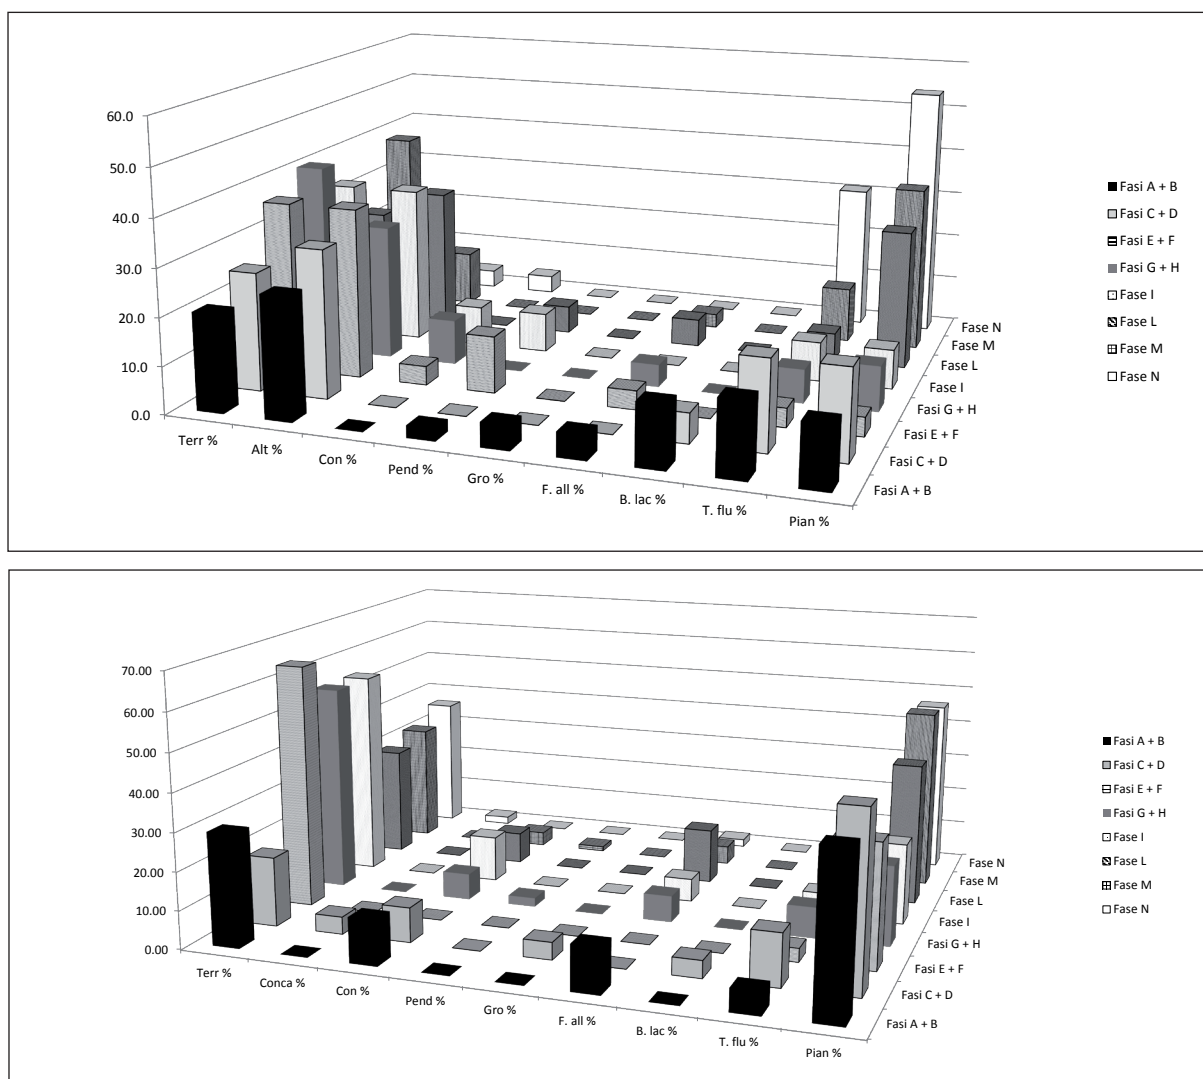 60.0
50.0
40.0
30.0
20.0
10.0
0.0
Terr %
Alt %
Con %
Pend %
Gro %
F. all %
B. lac %
T. flu %
Pian %
Fase N
Fase M
Fase L
Fase I
Fasi G + H
Fasi E + F
Fasi C + D
Fasi A + B
Fasi A + B
Fasi C + D
Fasi E + F
Fasi G + H
Fase I
Fase L
Fase M
Fase N
70.00
60.00
50.00
40.00
30.00
20.00
10.00
0.00
Terr %
Conca %
Con %
Pend %
Gro %
F. all %
B. lac %
T. flu %
Pian %
Fase N
Fase M
Fase L
Fase I
Fasi G + H
Fasi E + F
Fasi C + D
Fasi A + B
Fasi A + B
Fasi C + D
Fasi E + F
Fasi G + H
Fase I
Fase L
Fase M
Fase N